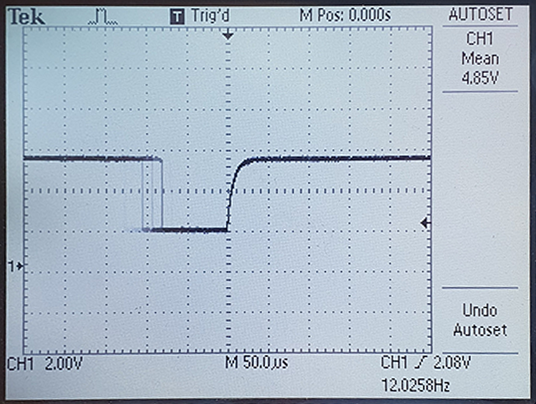 Tek T Trig'd M Pos: 0.000s AUTOSET
CH1
Mean
4.85V
1
Undo
Autoset
CH1 2.00V M 50.0µs CH1 2.08V
12.0258Hz